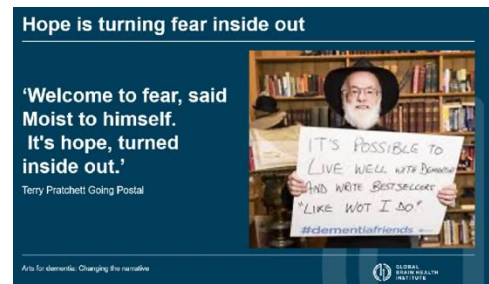 Hope is turning fear inside out
‘Welcome to fear, said
Moist to himself.
It's hope, turned
inside out.’
Terry Pratchett Going Postal
IT'S POSSIBLE TO
LIVE WELL WITH DEMENTIA
AND WRITE BESTSELLERS
"LIKE WOT I DO"
#dementiafriends
Arts for dementia: Changing the narrative
GLOBAL
BRAIN HEALTH
INSTITUTE